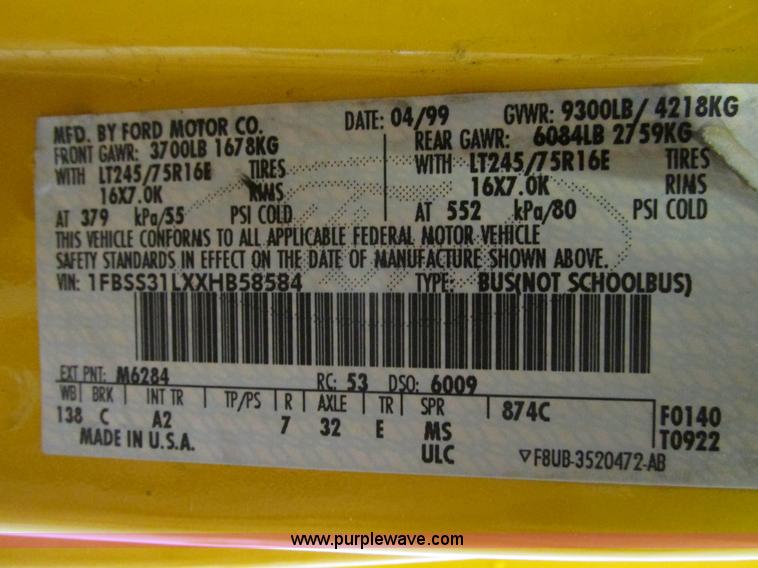 MFD. BY FORD MOTOR CO. DATE: 04/99 GVWR: 9300LB/ 4218KG
FRONT GAWR: 3700LB 1678KG REAR GAWR: 6084LB 2759KG
WITH LT245/75R16E TIRES WITH LT245/75R16E TIRES
16X7.0K RIMS 16X7.0K RIMS
AT 379 kPa/55 PSI COLD AT 552 kPa/80 PSI COLD
THIS VEHICLE CONFORMS TO ALL APPLICABLE FEDERAL MOTOR VEHICLE
SAFETY STANDARDS IN EFFECT ON THE DATE OF MANUFACTURE SHOWN ABOVE.
VIN: 1FBSS31LXXHB58584 TYPE: BUS(NOT SCHOOLBUS)
EXT PNT: M6284 RC: 53 DSO: 6009
WB BRK INT TR TP/PS R AXLE TR SPR 874C F0140
138 C A2 7 32 E MS T0922
MADE IN U.S.A. ULC ▽F8UB-3520472-AB
www.purplewave.com